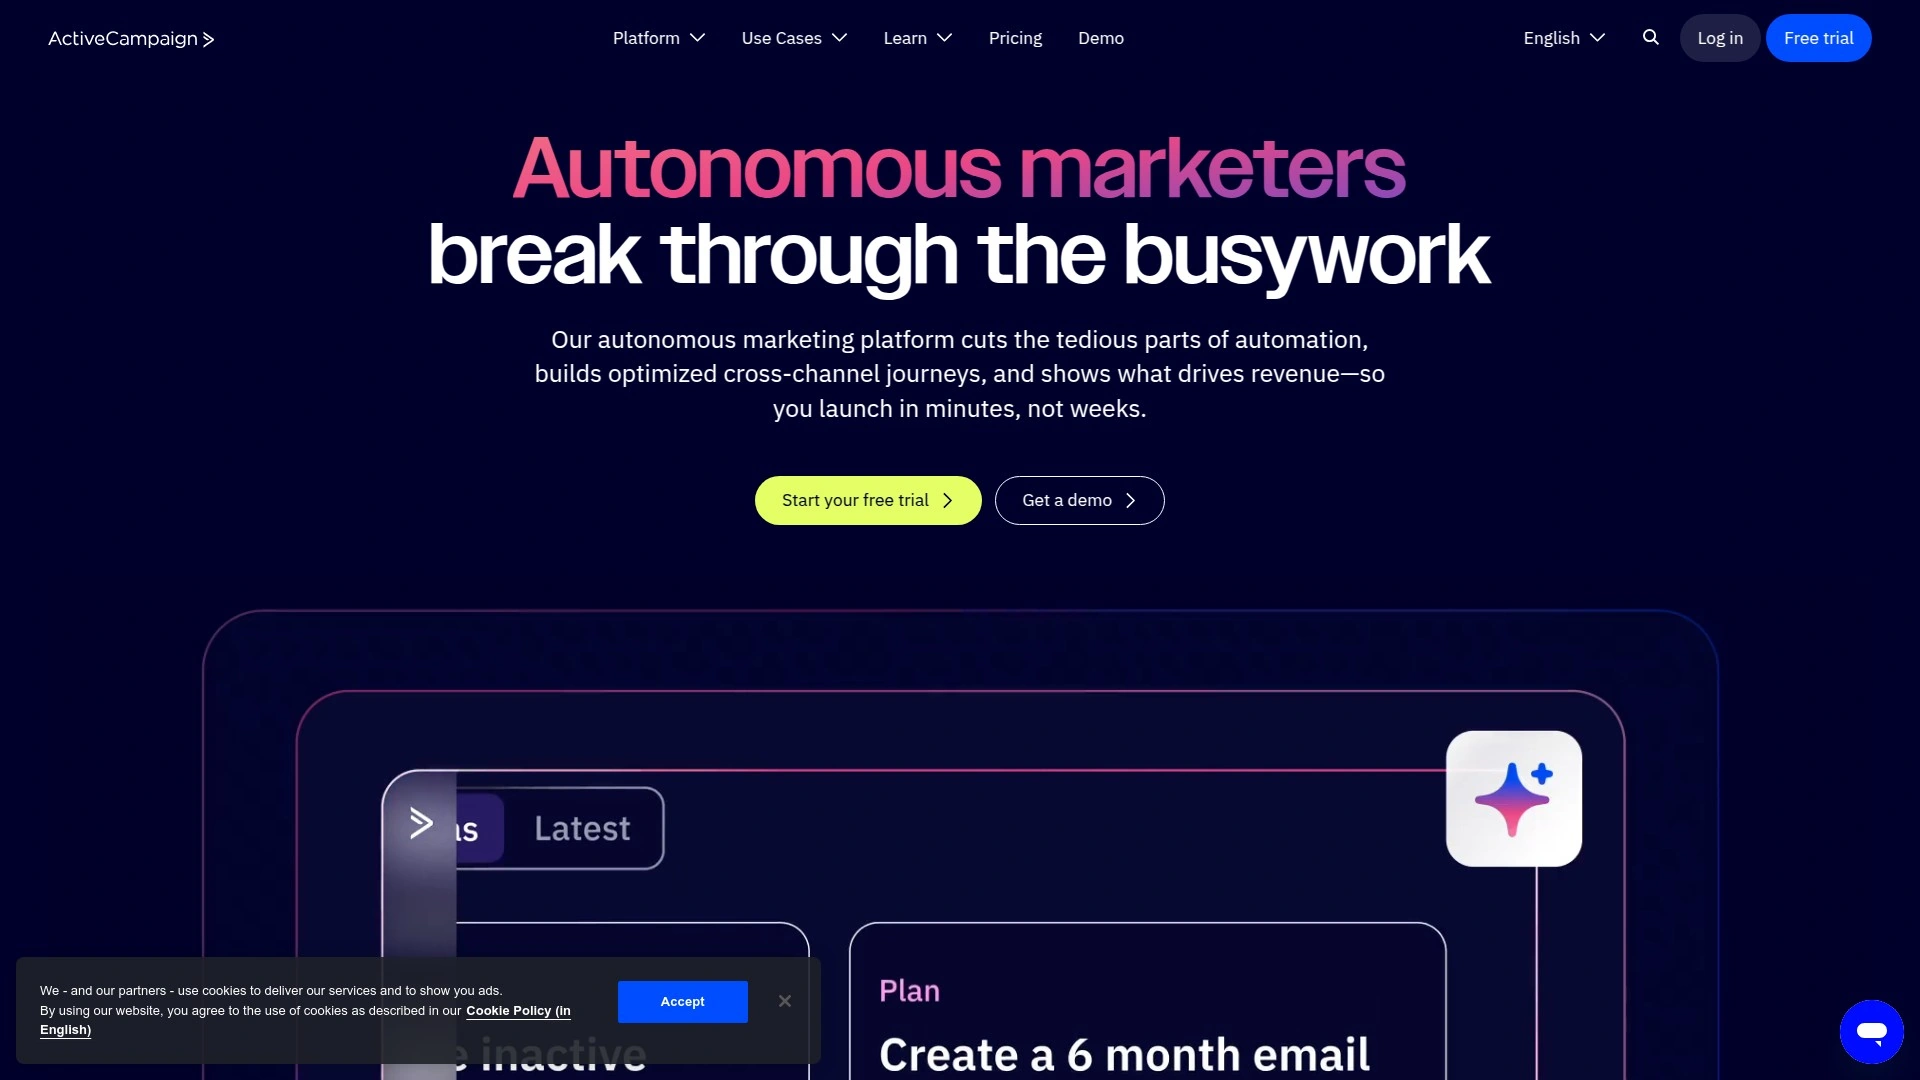 ActiveCampaign
Platform
Use Cases
Learn
Pricing
Demo
English
Log in
Free trial
Autonomous marketers
break through the busywork
Our autonomous marketing platform cuts the tedious parts of automation,
builds optimized cross-channel journeys, and shows what drives revenue—so
you launch in minutes, not weeks.
Start your free trial
Get a demo
Latest
Plan
Create a 6 month email
inactive
We - and our partners - use cookies to deliver our services and to show you ads.
By using our website, you agree to the use of cookies as described in our Cookie Policy (in
English)
Accept